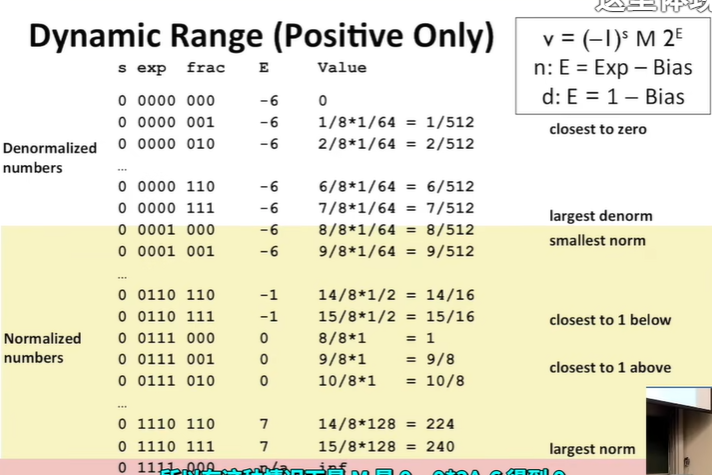 这里体现
Dynamic Range (Positive Only)
v = (–1)ˢ M 2ᴱ
n: E = Exp – Bias
d: E = 1 – Bias
s exp frac E Value
0 0000 000 -6 0
0 0000 001 -6 1/8*1/64 = 1/512 closest to zero
0 0000 010 -6 2/8*1/64 = 2/512
Denormalized
numbers
…
0 0000 110 -6 6/8*1/64 = 6/512
0 0000 111 -6 7/8*1/64 = 7/512 largest denorm
0 0001 000 -6 8/8*1/64 = 8/512 smallest norm
0 0001 001 -6 9/8*1/64 = 9/512
…
0 0110 110 -1 14/8*1/2 = 14/16
0 0110 111 -1 15/8*1/2 = 15/16 closest to 1 below
Normalized
numbers
0 0111 000 0 8/8*1 = 1
0 0111 001 0 9/8*1 = 9/8 closest to 1 above
0 0111 010 0 10/8*1 = 10/8
…
0 1110 110 7 14/8*128 = 224
0 1110 111 7 15/8*128 = 240 largest norm
0 1111 000 n/a inf